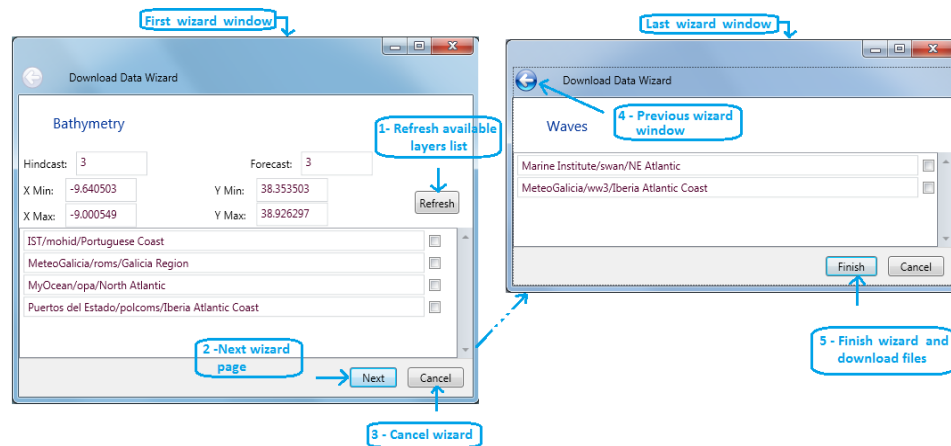 First wizard window
Download Data Wizard
Bathymetry
1- Refresh available
layers list
Hindcast: 3 Forecast: 3
X Min: -9.640503 Y Min: 38.353503
X Max: -9.000549 Y Max: 38.926297
Refresh
IST/mohid/Portuguese Coast
MeteoGalicia/roms/Galicia Region
MyOcean/opa/North Atlantic
Puertos del Estado/polcoms/Iberia Atlantic Coast
2 -Next wizard
page
Next Cancel
3 - Cancel wizard
Last wizard window
Download Data Wizard
4 - Previous wizard
window
Waves
Marine Institute/swan/NE Atlantic
MeteoGalicia/ww3/Iberia Atlantic Coast
Finish Cancel
5 - Finish wizard and
download files